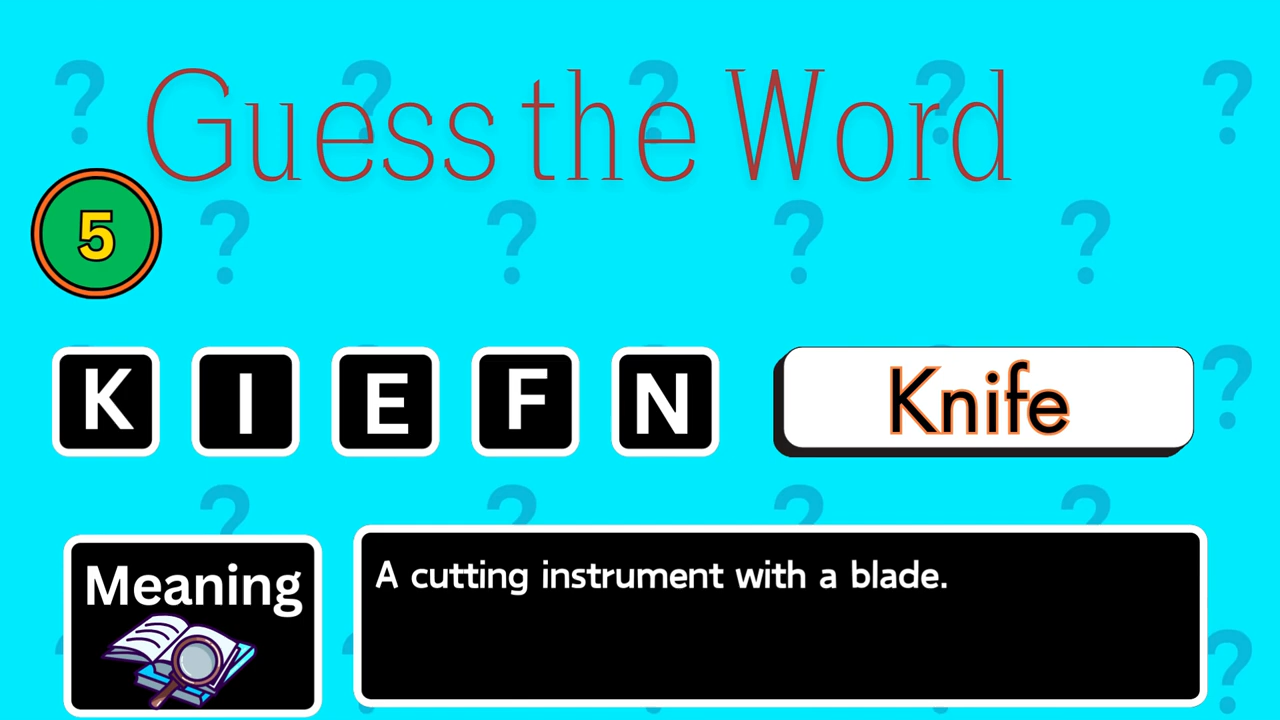 Guess the Word
5
K I E F N
Knife
Meaning
A cutting instrument with a blade.